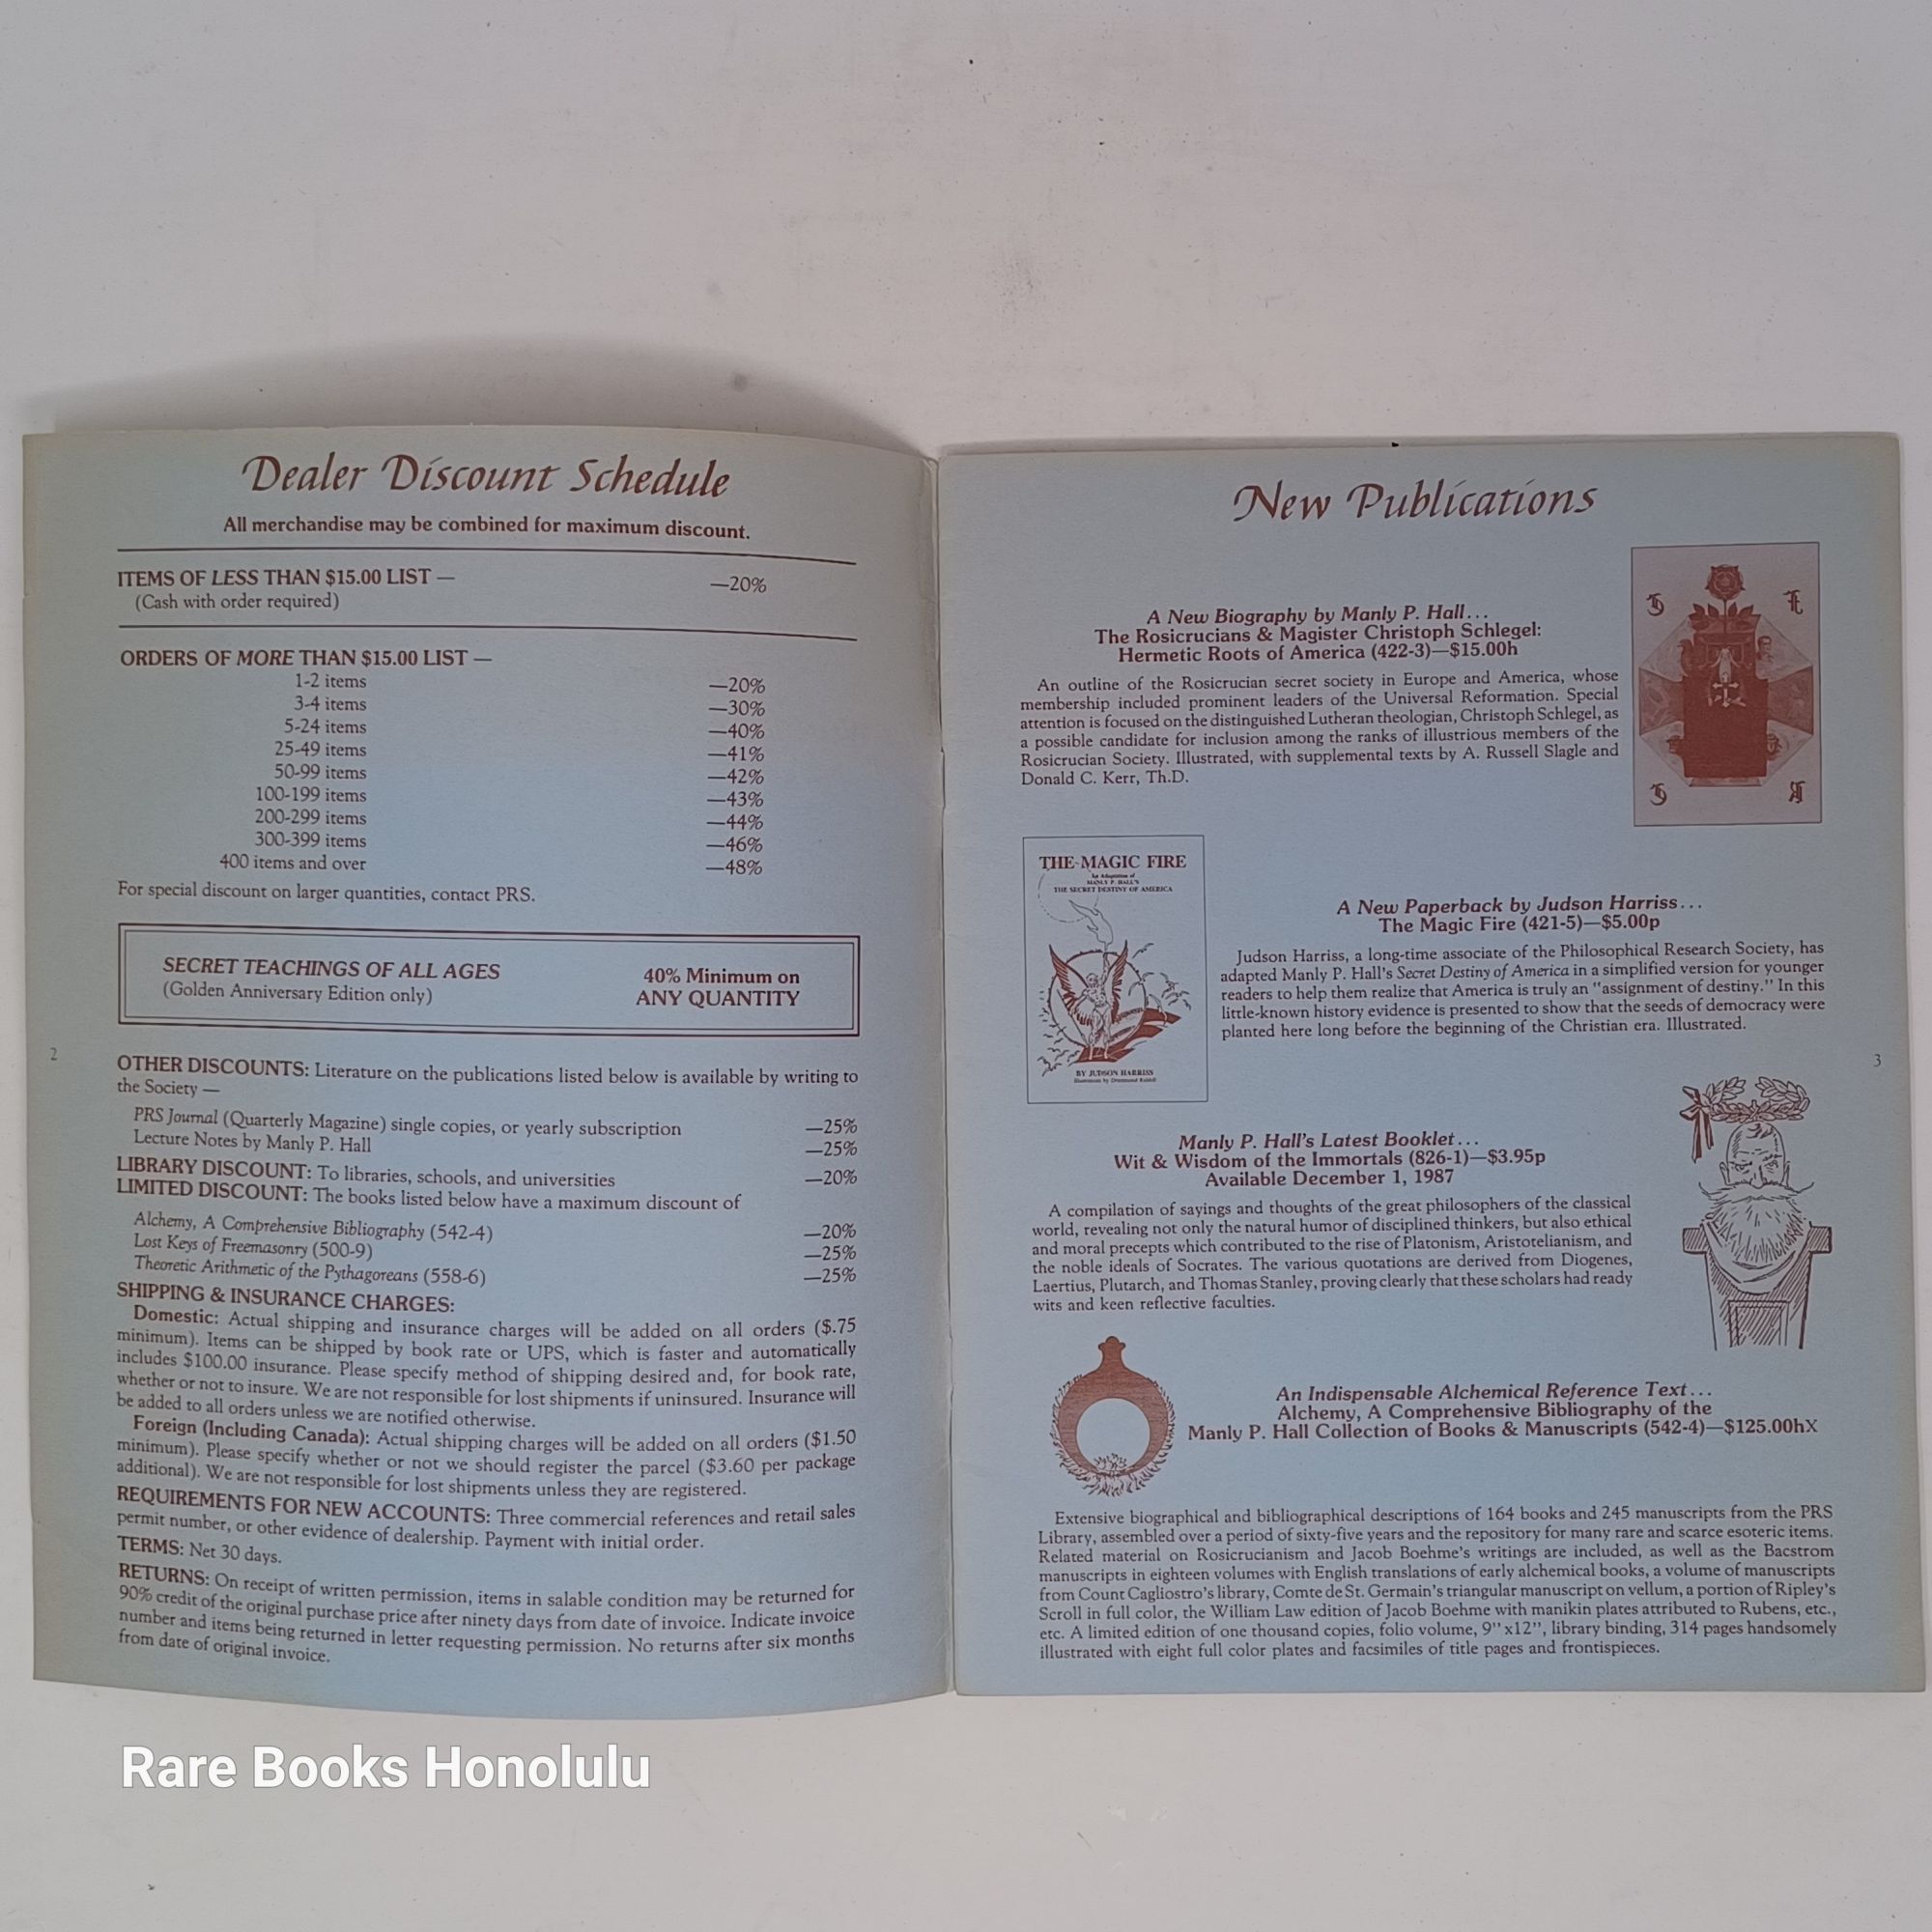 Dealer Discount Schedule
All merchandise may be combined for maximum discount.
ITEMS OF LESS THAN $15.00 LIST — —20%
(Cash with order required)
ORDERS OF MORE THAN $15.00 LIST —
1-2 items —20%
3-4 items —30%
5-24 items —40%
25-49 items —41%
50-99 items —42%
100-199 items —43%
200-299 items —44%
300-399 items —46%
400 items and over —48%
For special discount on larger quantities, contact PRS.
SECRET TEACHINGS OF ALL AGES 40% Minimum on
(Golden Anniversary Edition only) ANY QUANTITY
2
OTHER DISCOUNTS: Literature on the publications listed below is available by writing to
the Society —
PRS Journal (Quarterly Magazine) single copies, or yearly subscription —25%
Lecture Notes by Manly P. Hall —25%
LIBRARY DISCOUNT: To libraries, schools, and universities —20%
LIMITED DISCOUNT: The books listed below have a maximum discount of
Alchemy, A Comprehensive Bibliography (542-4) —20%
Lost Keys of Freemasonry (500-9) —25%
Theoretic Arithmetic of the Pythagoreans (558-6) —25%
SHIPPING & INSURANCE CHARGES:
Domestic: Actual shipping and insurance charges will be added on all orders ($.75
minimum). Items can be shipped by book rate or UPS, which is faster and automatically
includes $100.00 insurance. Please specify method of shipping desired and, for book rate,
whether or not to insure. We are not responsible for lost shipments if uninsured. Insurance will
be added to all orders unless we are notified otherwise.
Foreign (Including Canada): Actual shipping charges will be added on all orders ($1.50
minimum). Please specify whether or not we should register the parcel ($3.60 per package
additional). We are not responsible for lost shipments unless they are registered.
REQUIREMENTS FOR NEW ACCOUNTS: Three commercial references and retail sales
permit number, or other evidence of dealership. Payment with initial order.
TERMS: Net 30 days.
RETURNS: On receipt of written permission, items in salable condition may be returned for
90% credit of the original purchase price after ninety days from date of invoice. Indicate invoice
number and items being returned in letter requesting permission. No returns after six months
from date of original invoice.
New Publications
A New Biography by Manly P. Hall...
The Rosicrucians & Magister Christoph Schlegel:
Hermetic Roots of America (422-3)—$15.00h
An outline of the Rosicrucian secret society in Europe and America, whose
membership included prominent leaders of the Universal Reformation. Special
attention is focused on the distinguished Lutheran theologian, Christoph Schlegel, as
a possible candidate for inclusion among the ranks of illustrious members of the
Rosicrucian Society. Illustrated, with supplemental texts by A. Russell Slagle and
Donald C. Kerr, Th.D.
THE MAGIC FIRE
An Adaptation of
MANLY P. HALL'S
THE SECRET DESTINY OF AMERICA
BY JUDSON HARRISS
A New Paperback by Judson Harriss...
The Magic Fire (421-5)—$5.00p
Judson Harriss, a long-time associate of the Philosophical Research Society, has
adapted Manly P. Hall's Secret Destiny of America in a simplified version for younger
readers to help them realize that America is truly an "assignment of destiny." In this
little-known history evidence is presented to show that the seeds of democracy were
planted here long before the beginning of the Christian era. Illustrated.
3
Manly P. Hall's Latest Booklet...
Wit & Wisdom of the Immortals (826-1)—$3.95p
Available December 1, 1987
A compilation of sayings and thoughts of the great philosophers of the classical
world, revealing not only the natural humor of disciplined thinkers, but also ethical
and moral precepts which contributed to the rise of Platonism, Aristotelianism, and
the noble ideals of Socrates. The various quotations are derived from Diogenes,
Laertius, Plutarch, and Thomas Stanley, proving clearly that these scholars had ready
wits and keen reflective faculties.
An Indispensable Alchemical Reference Text...
Alchemy, A Comprehensive Bibliography of the
Manly P. Hall Collection of Books & Manuscripts (542-4)—$125.00hX
Extensive biographical and bibliographical descriptions of 164 books and 245 manuscripts from the PRS
Library, assembled over a period of sixty-five years and the repository for many rare and scarce esoteric items.
Related material on Rosicrucianism and Jacob Boehme's writings are included, as well as the Bacstrom
manuscripts in eighteen volumes with English translations of early alchemical books, a volume of manuscripts
from Count Cagliostro's library, Comte de St. Germain's triangular manuscript on vellum, a portion of Ripley's
Scroll in full color, the William Law edition of Jacob Boehme with manikin plates attributed to Rubens, etc.,
etc. A limited edition of one thousand copies, folio volume, 9"x12", library binding, 314 pages handsomely
illustrated with eight full color plates and facsimiles of title pages and frontispieces.
Rare Books Honolulu